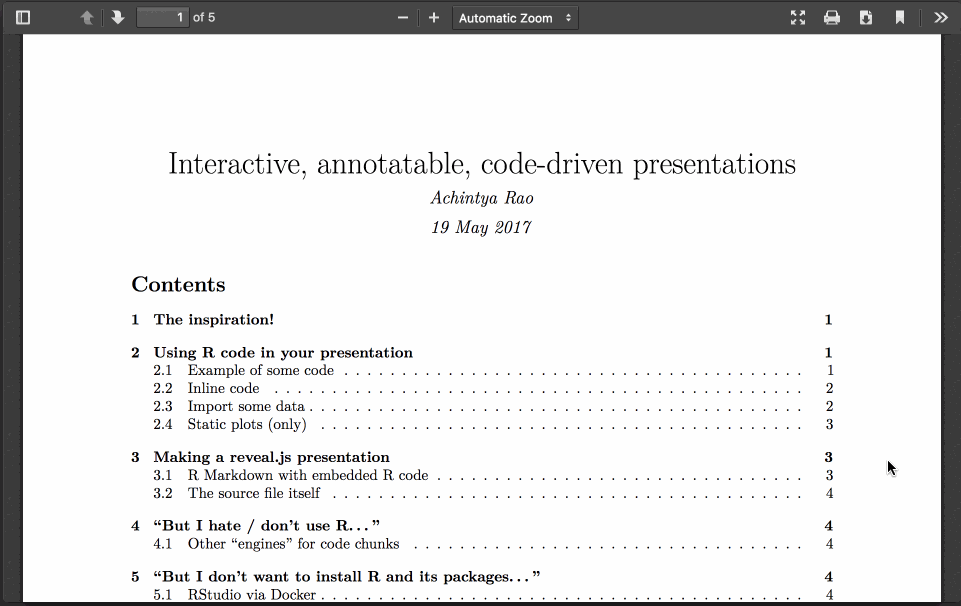 1 of 5 Automatic Zoom
Interactive, annotatable, code-driven presentations
Achintya Rao
19 May 2017
Contents
1 The inspiration! 1
2 Using R code in your presentation 1
2.1 Example of some code . . . . . . . . . . . . . . . . . . . . . . . . . . . . . . . . . . . . . . . . 1
2.2 Inline code . . . . . . . . . . . . . . . . . . . . . . . . . . . . . . . . . . . . . . . . . . . . . 2
2.3 Import some data . . . . . . . . . . . . . . . . . . . . . . . . . . . . . . . . . . . . . . . . . . 2
2.4 Static plots (only) . . . . . . . . . . . . . . . . . . . . . . . . . . . . . . . . . . . . . . . . . 3
3 Making a reveal.js presentation 3
3.1 R Markdown with embedded R code . . . . . . . . . . . . . . . . . . . . . . . . . . . . . . . . 3
3.2 The source file itself . . . . . . . . . . . . . . . . . . . . . . . . . . . . . . . . . . . . . . . . 4
4 “But I hate / don’t use R. . . ” 4
4.1 Other “engines” for code chunks . . . . . . . . . . . . . . . . . . . . . . . . . . . . . . . . . . 4
5 “But I don’t want to install R and its packages. . . ” 4
5.1 RStudio via Docker . . . . . . . . . . . . . . . . . . . . . . . . . . . . . . . . . . . . . . . . . 4